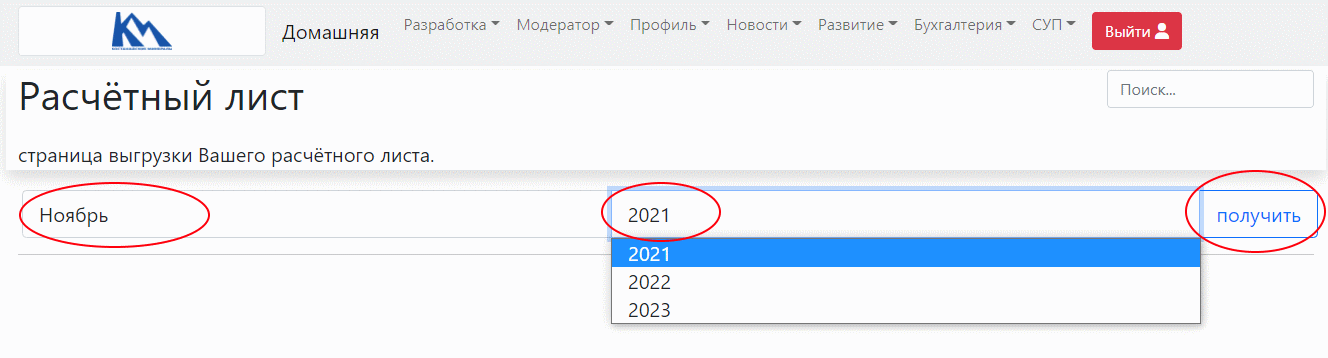 KM
Домашняя Разработка Модератор Профиль Новости Развитие Бухгалтерия СУП Выйти
Расчётный лист
Поиск...
страница выгрузки Вашего расчётного листа.
Ноябрь 2021 получить
2021
2022
2023